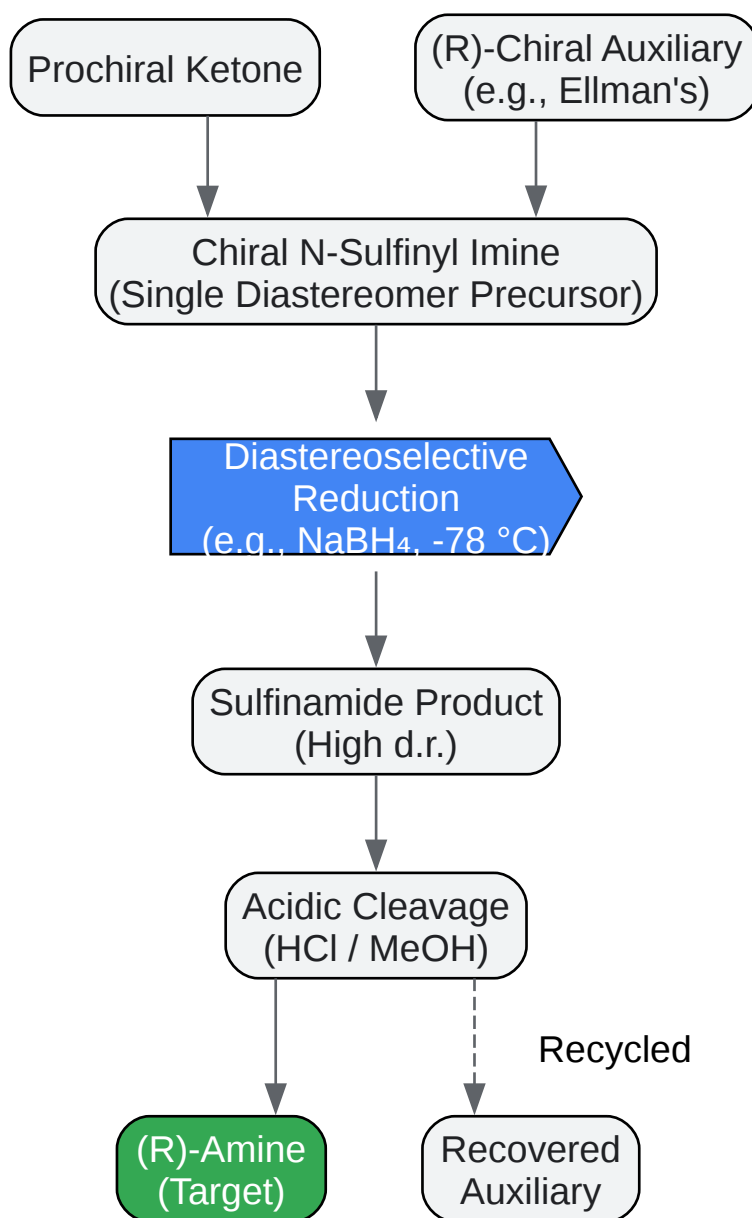 Prochiral Ketone
(R)-Chiral Auxiliary
(e.g., Ellman's)
Chiral N-Sulfinyl Imine
(Single Diastereomer Precursor)
Diastereoselective
Reduction
(e.g., NaBH₄, -78 °C)
Sulfinamide Product
(High d.r.)
Acidic Cleavage
(HCl / MeOH)
Recycled
(R)-Amine
(Target)
Recovered
Auxiliary